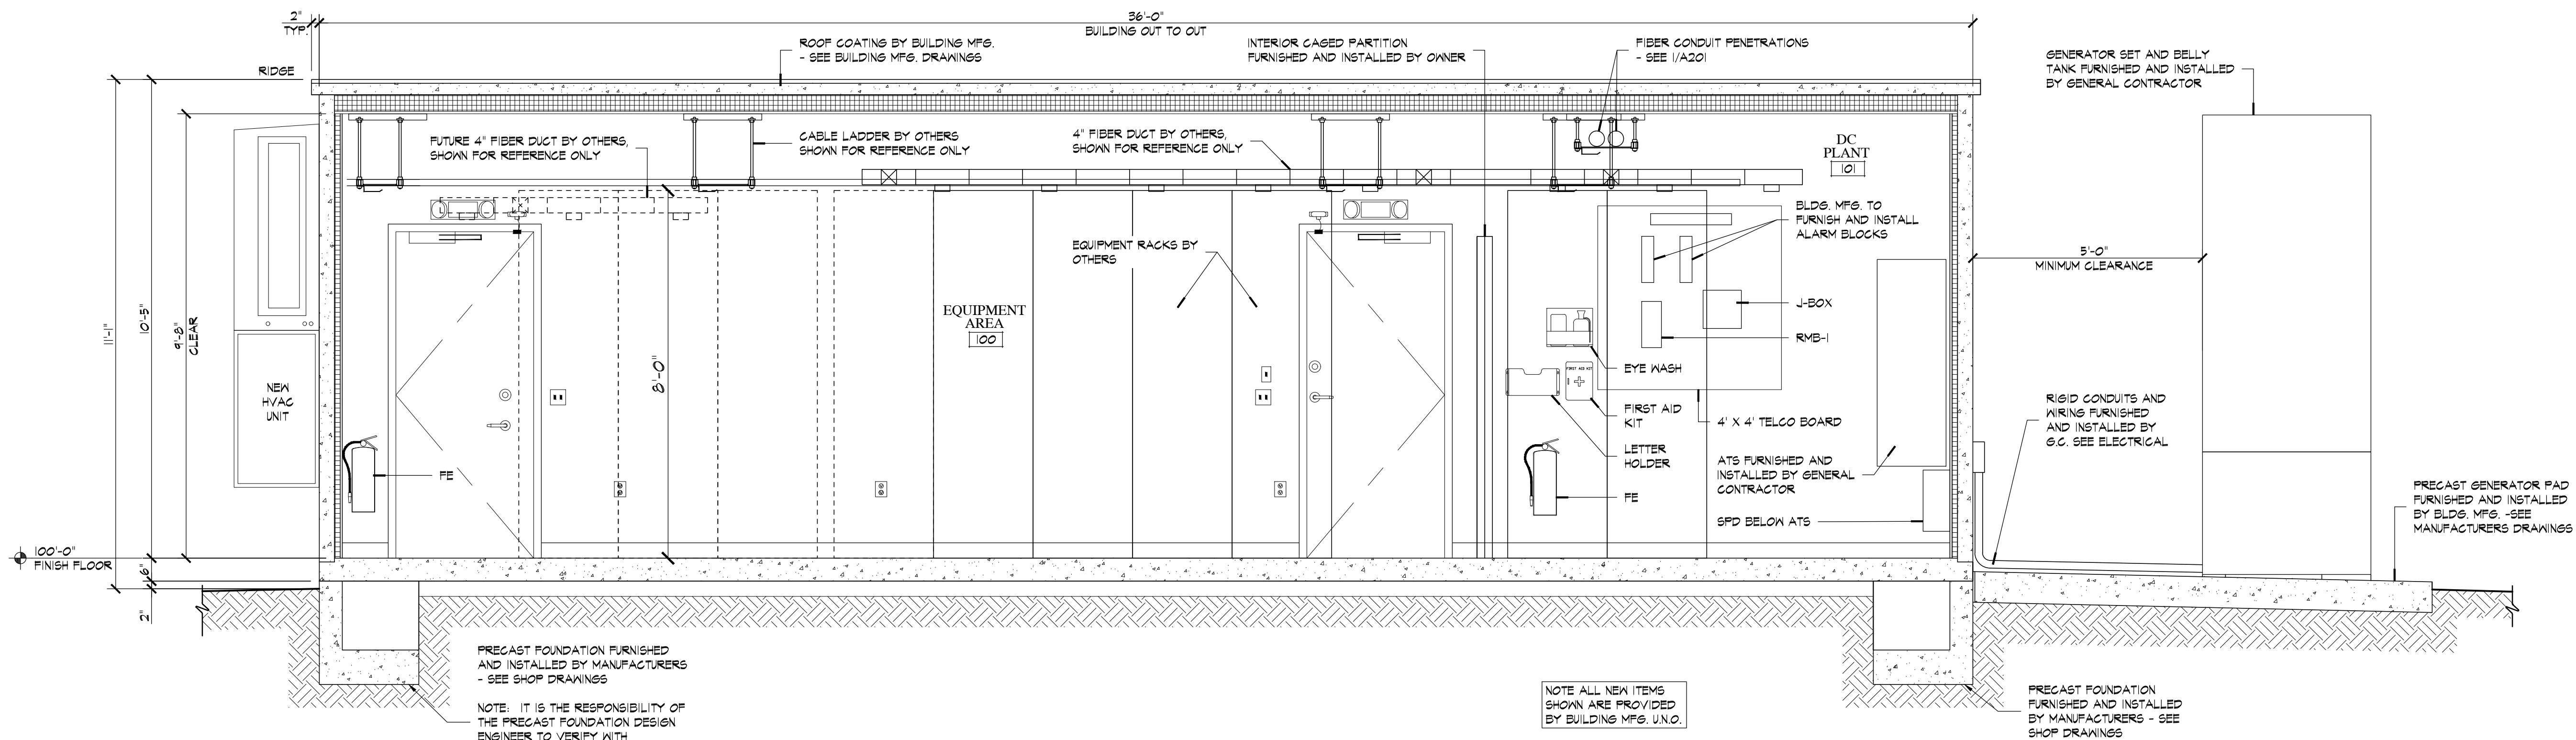 2"
TYP.
36'-0"
BUILDING OUT TO OUT
ROOF COATING BY BUILDING MFG.
- SEE BUILDING MFG. DRAWINGS
INTERIOR CAGED PARTITION
FURNISHED AND INSTALLED BY OWNER
FIBER CONDUIT PENETRATIONS
- SEE 1/A201
GENERATOR SET AND BELLY
TANK FURNISHED AND INSTALLED
BY GENERAL CONTRACTOR
RIDGE
FUTURE 4" FIBER DUCT BY OTHERS,
SHOWN FOR REFERENCE ONLY
CABLE LADDER BY OTHERS
SHOWN FOR REFERENCE ONLY
4" FIBER DUCT BY OTHERS,
SHOWN FOR REFERENCE ONLY
DC
PLANT
101
BLDG. MFG. TO
FURNISH AND INSTALL
ALARM BLOCKS
EQUIPMENT RACKS BY
OTHERS
5'-0"
MINIMUM CLEARANCE
11'-1"
10'-5"
9'-8"
CLEAR
EQUIPMENT
AREA
100
J-BOX
RMB-1
EYE WASH
FIRST AID KIT
8'-0"
NEW
HVAC
UNIT
FIRST AID
KIT
4' X 4' TELCO BOARD
RIGID CONDUITS AND
WIRING FURNISHED
AND INSTALLED BY
G.C. SEE ELECTRICAL
LETTER
HOLDER
ATS FURNISHED AND
INSTALLED BY GENERAL
CONTRACTOR
FE
FE
SPD BELOW ATS
PRECAST GENERATOR PAD
FURNISHED AND INSTALLED
BY BLDG. MFG. -SEE
MANUFACTURERS DRAWINGS
100'-0"
FINISH FLOOR
6"
2"
PRECAST FOUNDATION FURNISHED
AND INSTALLED BY MANUFACTURERS
- SEE SHOP DRAWINGS
NOTE: IT IS THE RESPONSIBILITY OF
THE PRECAST FOUNDATION DESIGN
ENGINEER TO VERIFY WITH
NOTE ALL NEW ITEMS
SHOWN ARE PROVIDED
BY BUILDING MFG. U.N.O.
PRECAST FOUNDATION
FURNISHED AND INSTALLED
BY MANUFACTURERS - SEE
SHOP DRAWINGS